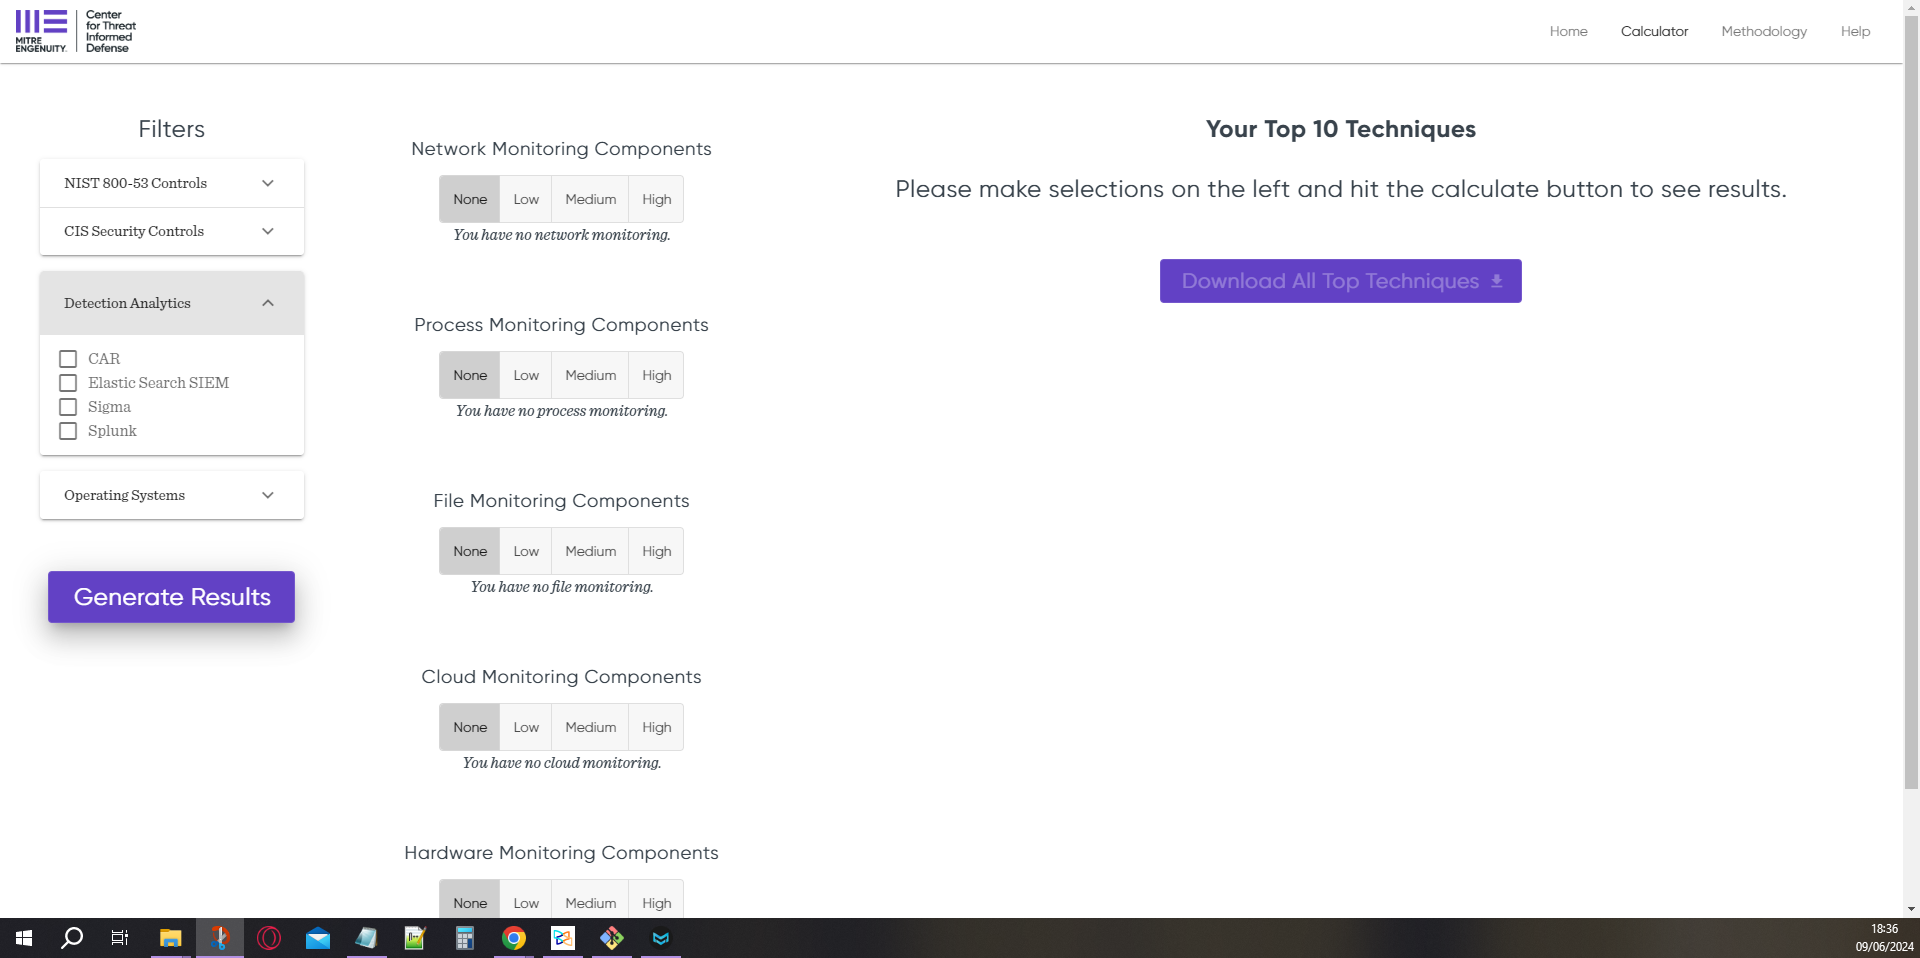 MITRE
ENGENUITY.
Center
for Threat
Informed
Defense
Home
Calculator
Methodology
Help
Filters
NIST 800-53 Controls
CIS Security Controls
Detection Analytics
CAR
Elastic Search SIEM
Sigma
Splunk
Operating Systems
Generate Results
Network Monitoring Components
None Low Medium High
You have no network monitoring.
Process Monitoring Components
None Low Medium High
You have no process monitoring.
File Monitoring Components
None Low Medium High
You have no file monitoring.
Cloud Monitoring Components
None Low Medium High
You have no cloud monitoring.
Hardware Monitoring Components
None Low Medium High
Your Top 10 Techniques
Please make selections on the left and hit the calculate button to see results.
Download All Top Techniques
18:36
09/06/2024